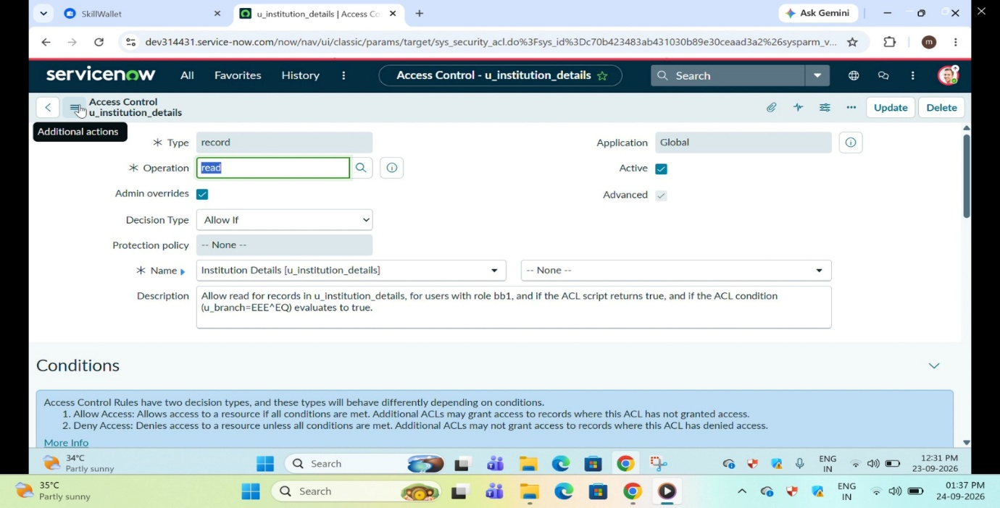 SkillWallet
u_institution_details | Access Co
Ask Gemini
dev314431.service-now.com/now/nav/ui/classic/params/target/sys_security_acl.do%3Fsys_id%3Dc70b423483ab431030b89e30ceaad3a2%26sysparm_v...
m
servicenow
All
Favorites
History
Access Control - u_institution_details
Search
Access Control
u_institution_details
Update
Delete
Additional actions
* Type
record
Application
Global
* Operation
read
Active
Admin overrides
Advanced
Decision Type
Allow If
Protection policy
-- None --
* Name
Institution Details [u_institution_details]
-- None --
Description
Allow read for records in u_institution_details, for users with role bb1, and if the ACL script returns true, and if the ACL condition
(u_branch=EEE^EQ) evaluates to true.
Conditions
Access Control Rules have two decision types, and these types will behave differently depending on conditions.
1. Allow Access: Allows access to a resource if all conditions are met. Additional ACLs may grant access to records where this ACL has not granted access.
2. Deny Access: Denies access to a resource unless all conditions are met. Additional ACLs may not grant access to records where this ACL has denied access.
More Info
34°C
Partly sunny
Search
ENG
IN
12:31 PM
23-09-2026
35°C
Partly sunny
Search
ENG
IN
01:37 PM
24-09-2026